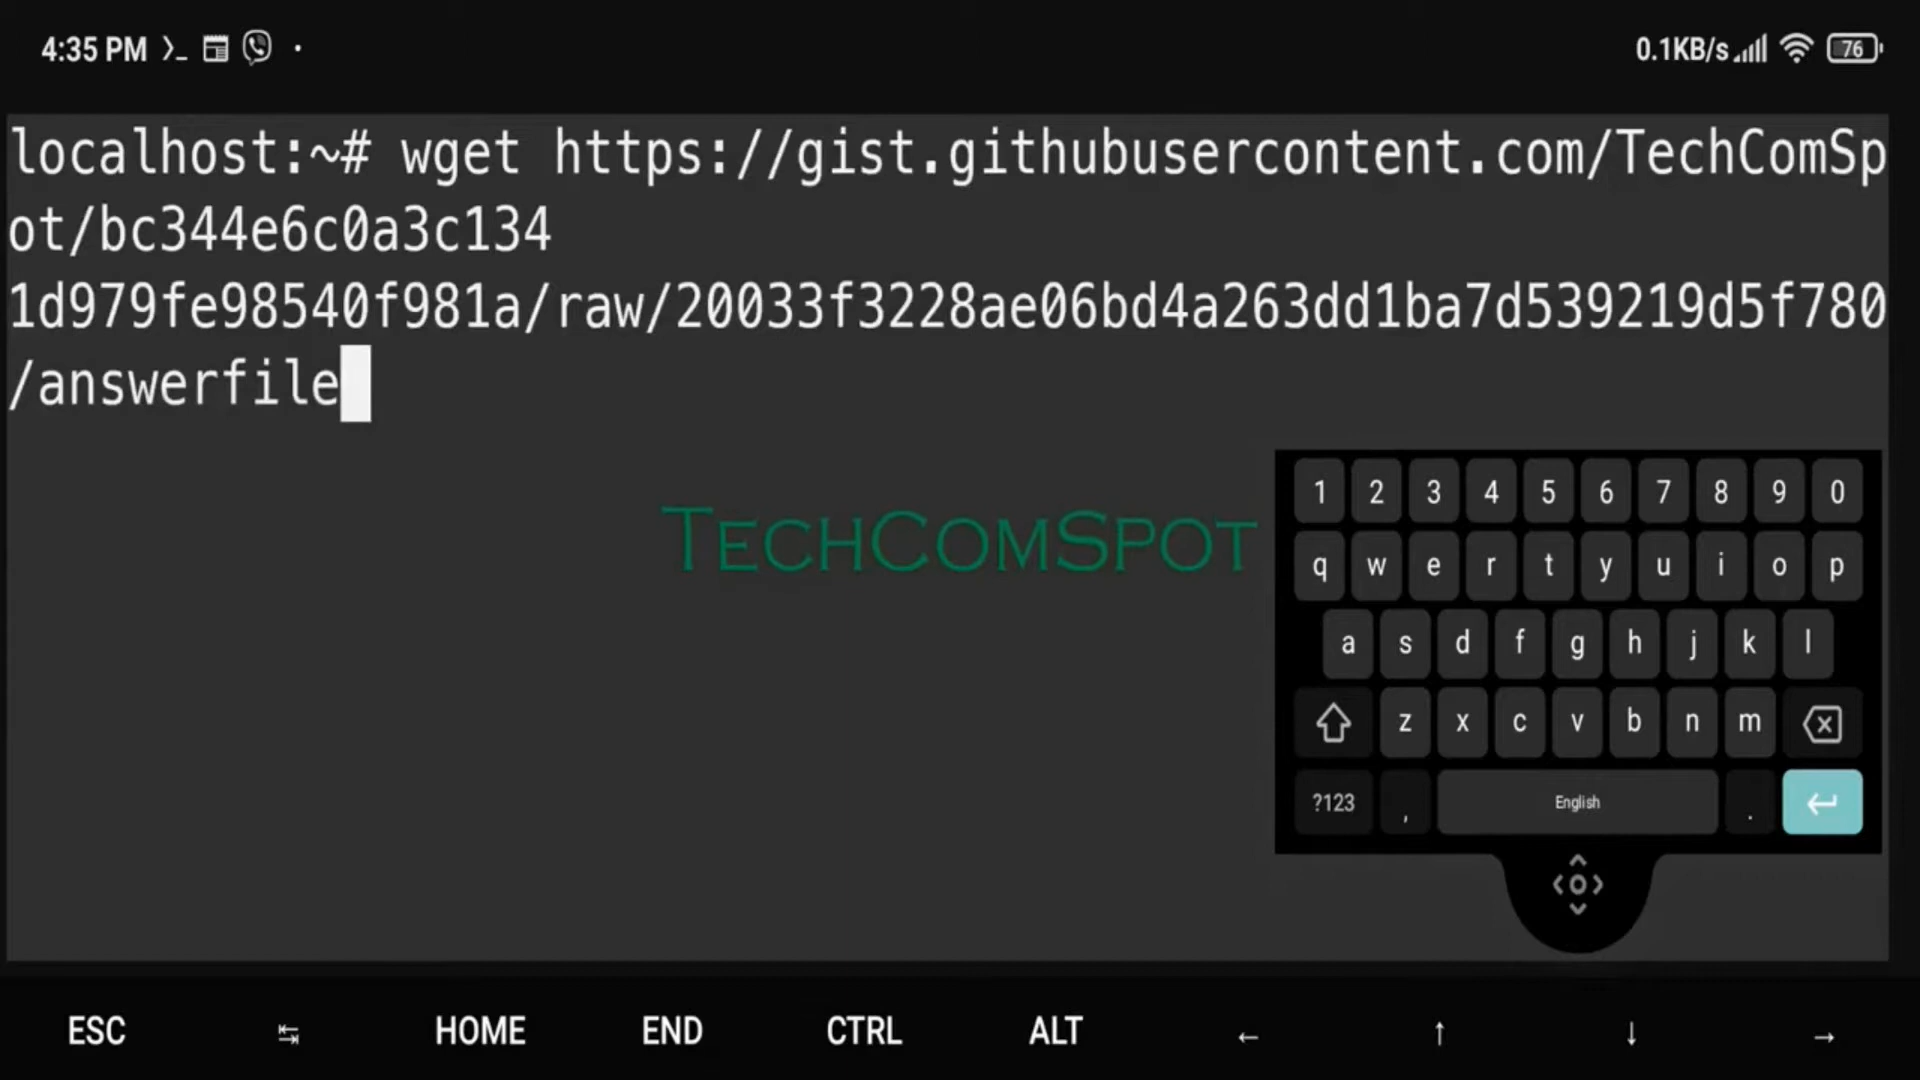 4:35 PM
0.1KB/s
76
localhost:~# wget https://gist.githubusercontent.com/TechComSp
ot/bc344e6c0a3c134
1d979fe98540f981a/raw/20033f3228ae06bd4a263dd1ba7d539219d5f780
/answerfile
TECHCOMSPOT
1 2 3 4 5 6 7 8 9 0
q w e r t y u i o p
a s d f g h j k l
z x c v b n m
?123 , English .
ESC HOME END CTRL ALT ← ↑ ↓ →